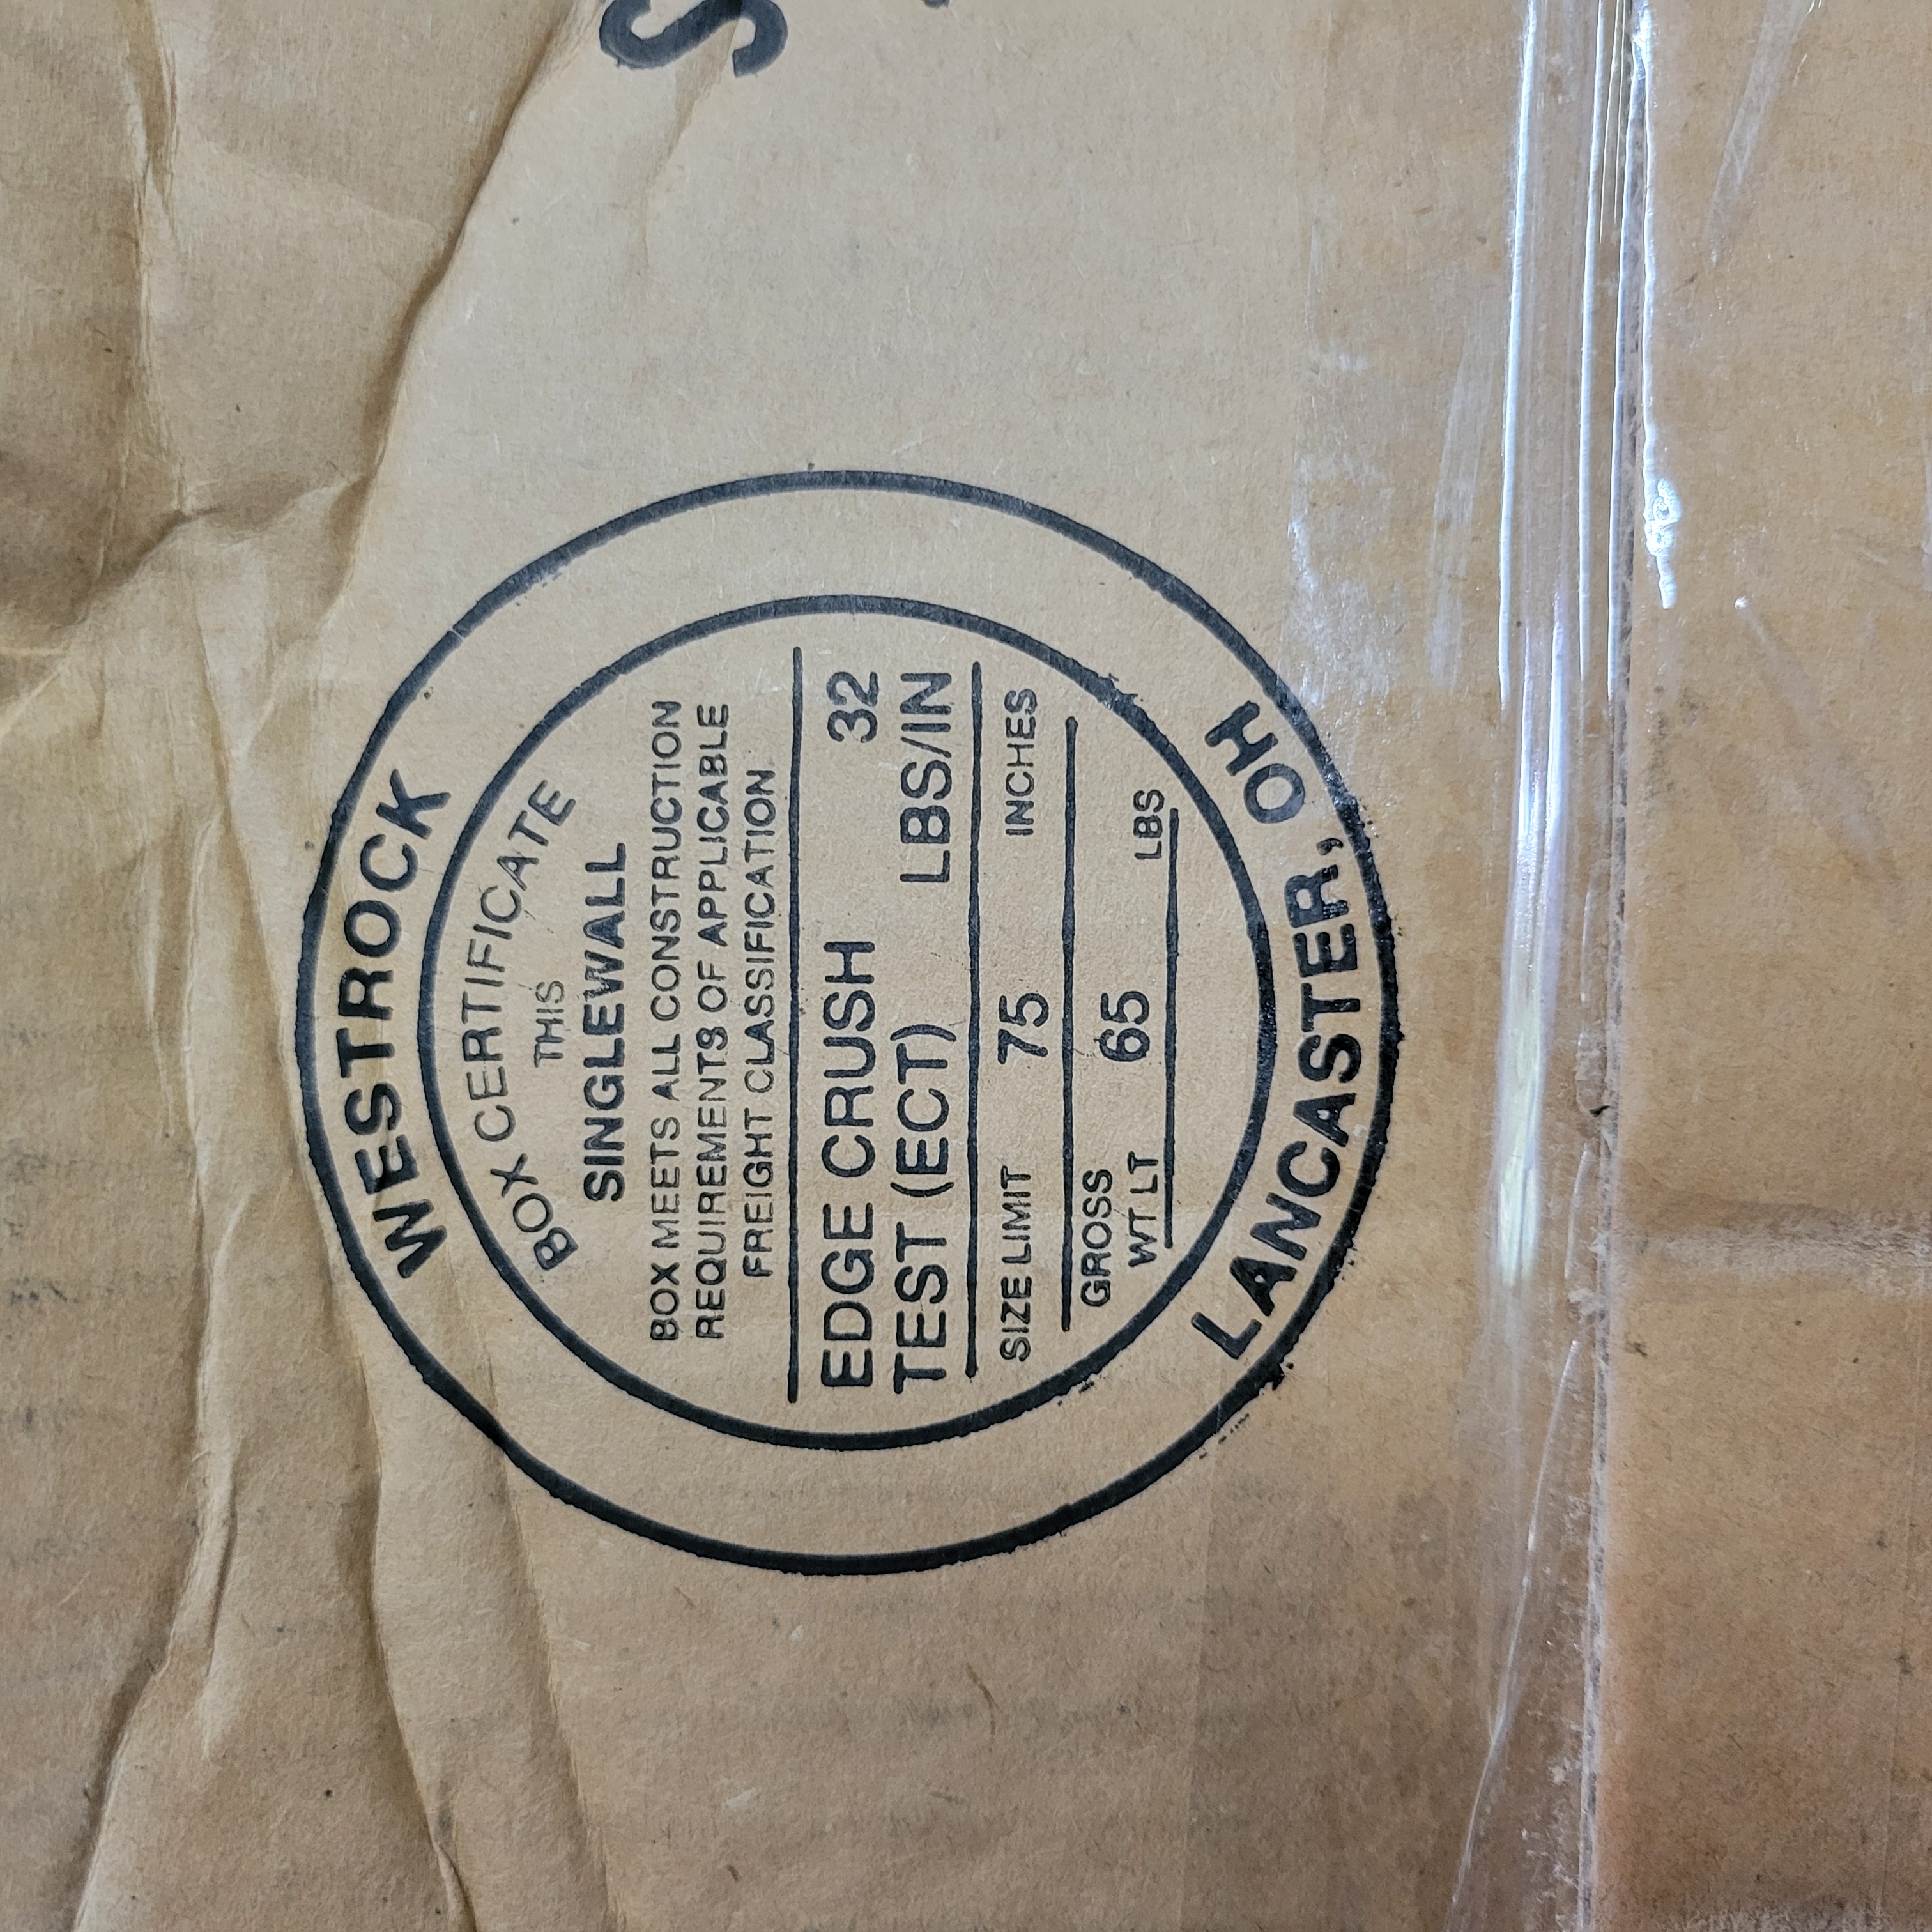 WESTROCK
BOX CERTIFICATE
THIS
SINGLEWALL
BOX MEETS ALL CONSTRUCTION
REQUIREMENTS OF APPLICABLE
FREIGHT CLASSIFICATION
EDGE CRUSH 32
TEST (ECT) LBS/IN
SIZE LIMIT 75 INCHES
GROSS
WT LT 65 LBS
LANCASTER, OH
S